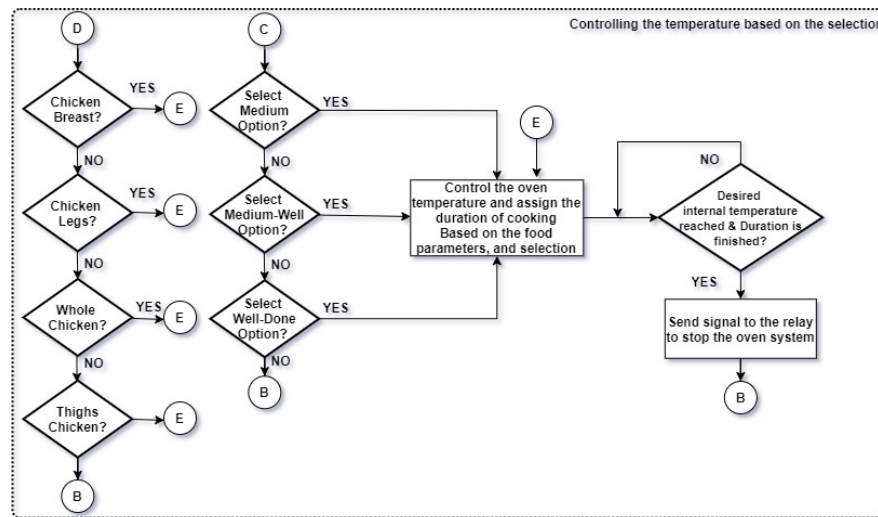 Controlling the temperature based on the selection
D
Chicken
Breast?
YES
E
NO
Chicken
Legs?
YES
E
NO
Whole
Chicken?
YES
E
NO
Thighs
Chicken?
E
B
C
Select
Medium
Option?
YES
NO
Select
Medium-Well
Option?
YES
NO
Select
Well-Done
Option?
YES
NO
B
E
Control the oven
temperature and assign the
duration of cooking
Based on the food
parameters, and selection
NO
Desired
internal temperature
reached & Duration is
finished?
YES
Send signal to the relay
to stop the oven system
B